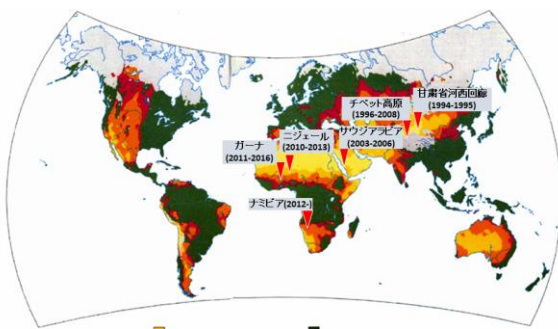 甘粛省河西回廊
(1994-1995)
チベット高原
(1996-2008)
サウジアラビア
(2003-2006)
ニジェール
(2010-2013)
ガーナ
(2011-2016)
ナミビア(2012-)